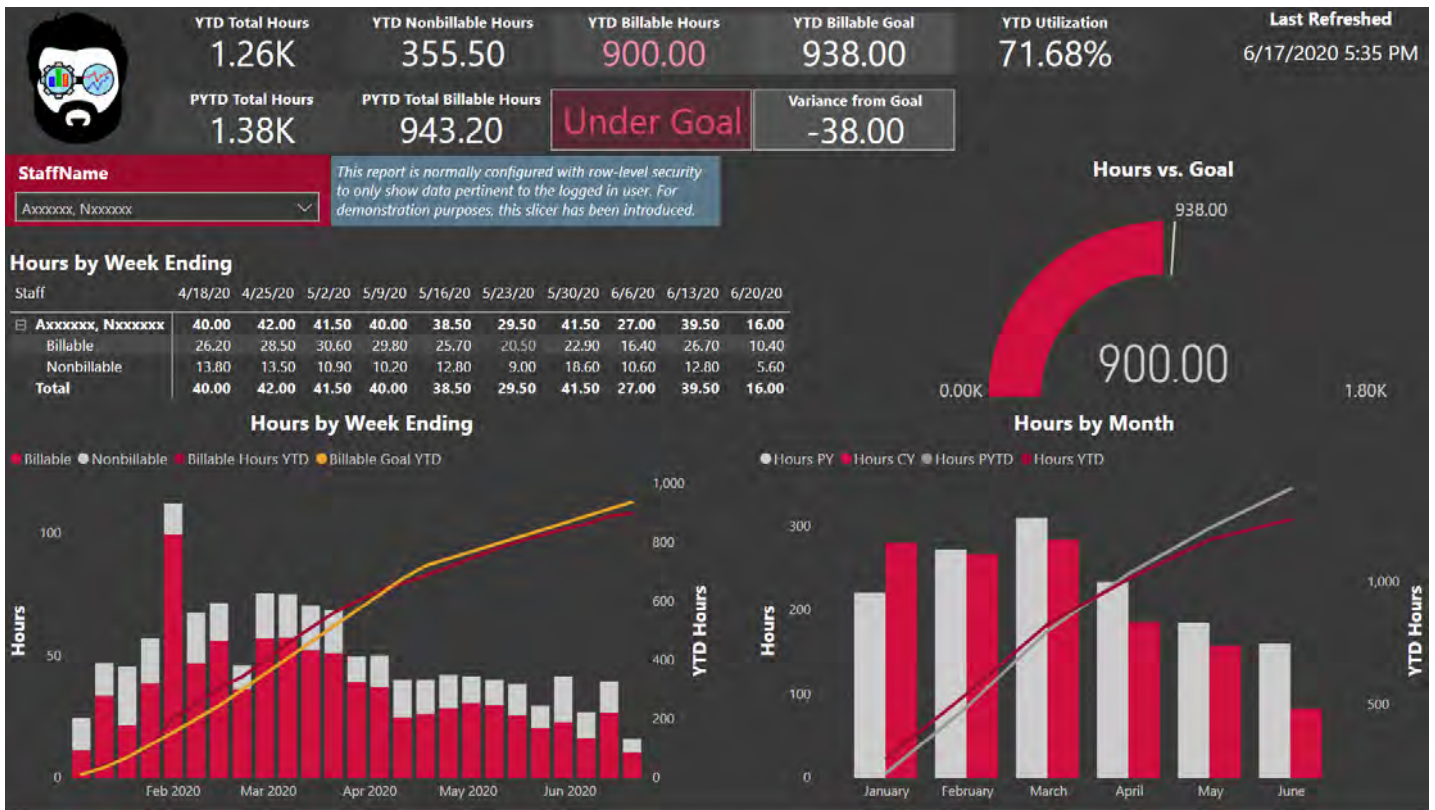 YTD Total Hours
1.26K
YTD Nonbillable Hours
355.50
YTD Billable Hours
900.00
YTD Billable Goal
938.00
YTD Utilization
71.68%
Last Refreshed
6/17/2020 5:35 PM
PYTD Total Hours
1.38K
PYTD Total Billable Hours
943.20
Under Goal
Variance from Goal
-38.00
StaffName
Axxxxxx, Nxxxxxx
This report is normally configured with row-level security
to only show data pertinent to the logged in user. For
demonstration purposes, this slicer has been introduced.
Hours vs. Goal
938.00
900.00
0.00K
1.80K
Hours by Week Ending
Staff 4/18/20 4/25/20 5/2/20 5/9/20 5/16/20 5/23/20 5/30/20 6/6/20 6/13/20 6/20/20
Axxxxxx, Nxxxxxx 40.00 42.00 41.50 40.00 38.50 29.50 41.50 27.00 39.50 16.00
Billable 26.20 28.50 30.60 29.80 25.70 20.50 22.90 16.40 26.70 10.40
Nonbillable 13.80 13.50 10.90 10.20 12.80 9.00 18.60 10.60 12.80 5.60
Total 40.00 42.00 41.50 40.00 38.50 29.50 41.50 27.00 39.50 16.00
Hours by Week Ending
Billable Nonbillable Billable Hours YTD Billable Goal YTD
Hours
100
50
0
1,000
800
600
400
200
0
YTD Hours
Feb 2020 Mar 2020 Apr 2020 May 2020 Jun 2020
Hours by Month
Hours PY Hours CY Hours PYTD Hours YTD
Hours
300
200
100
0
1,000
500
YTD Hours
January February March April May June